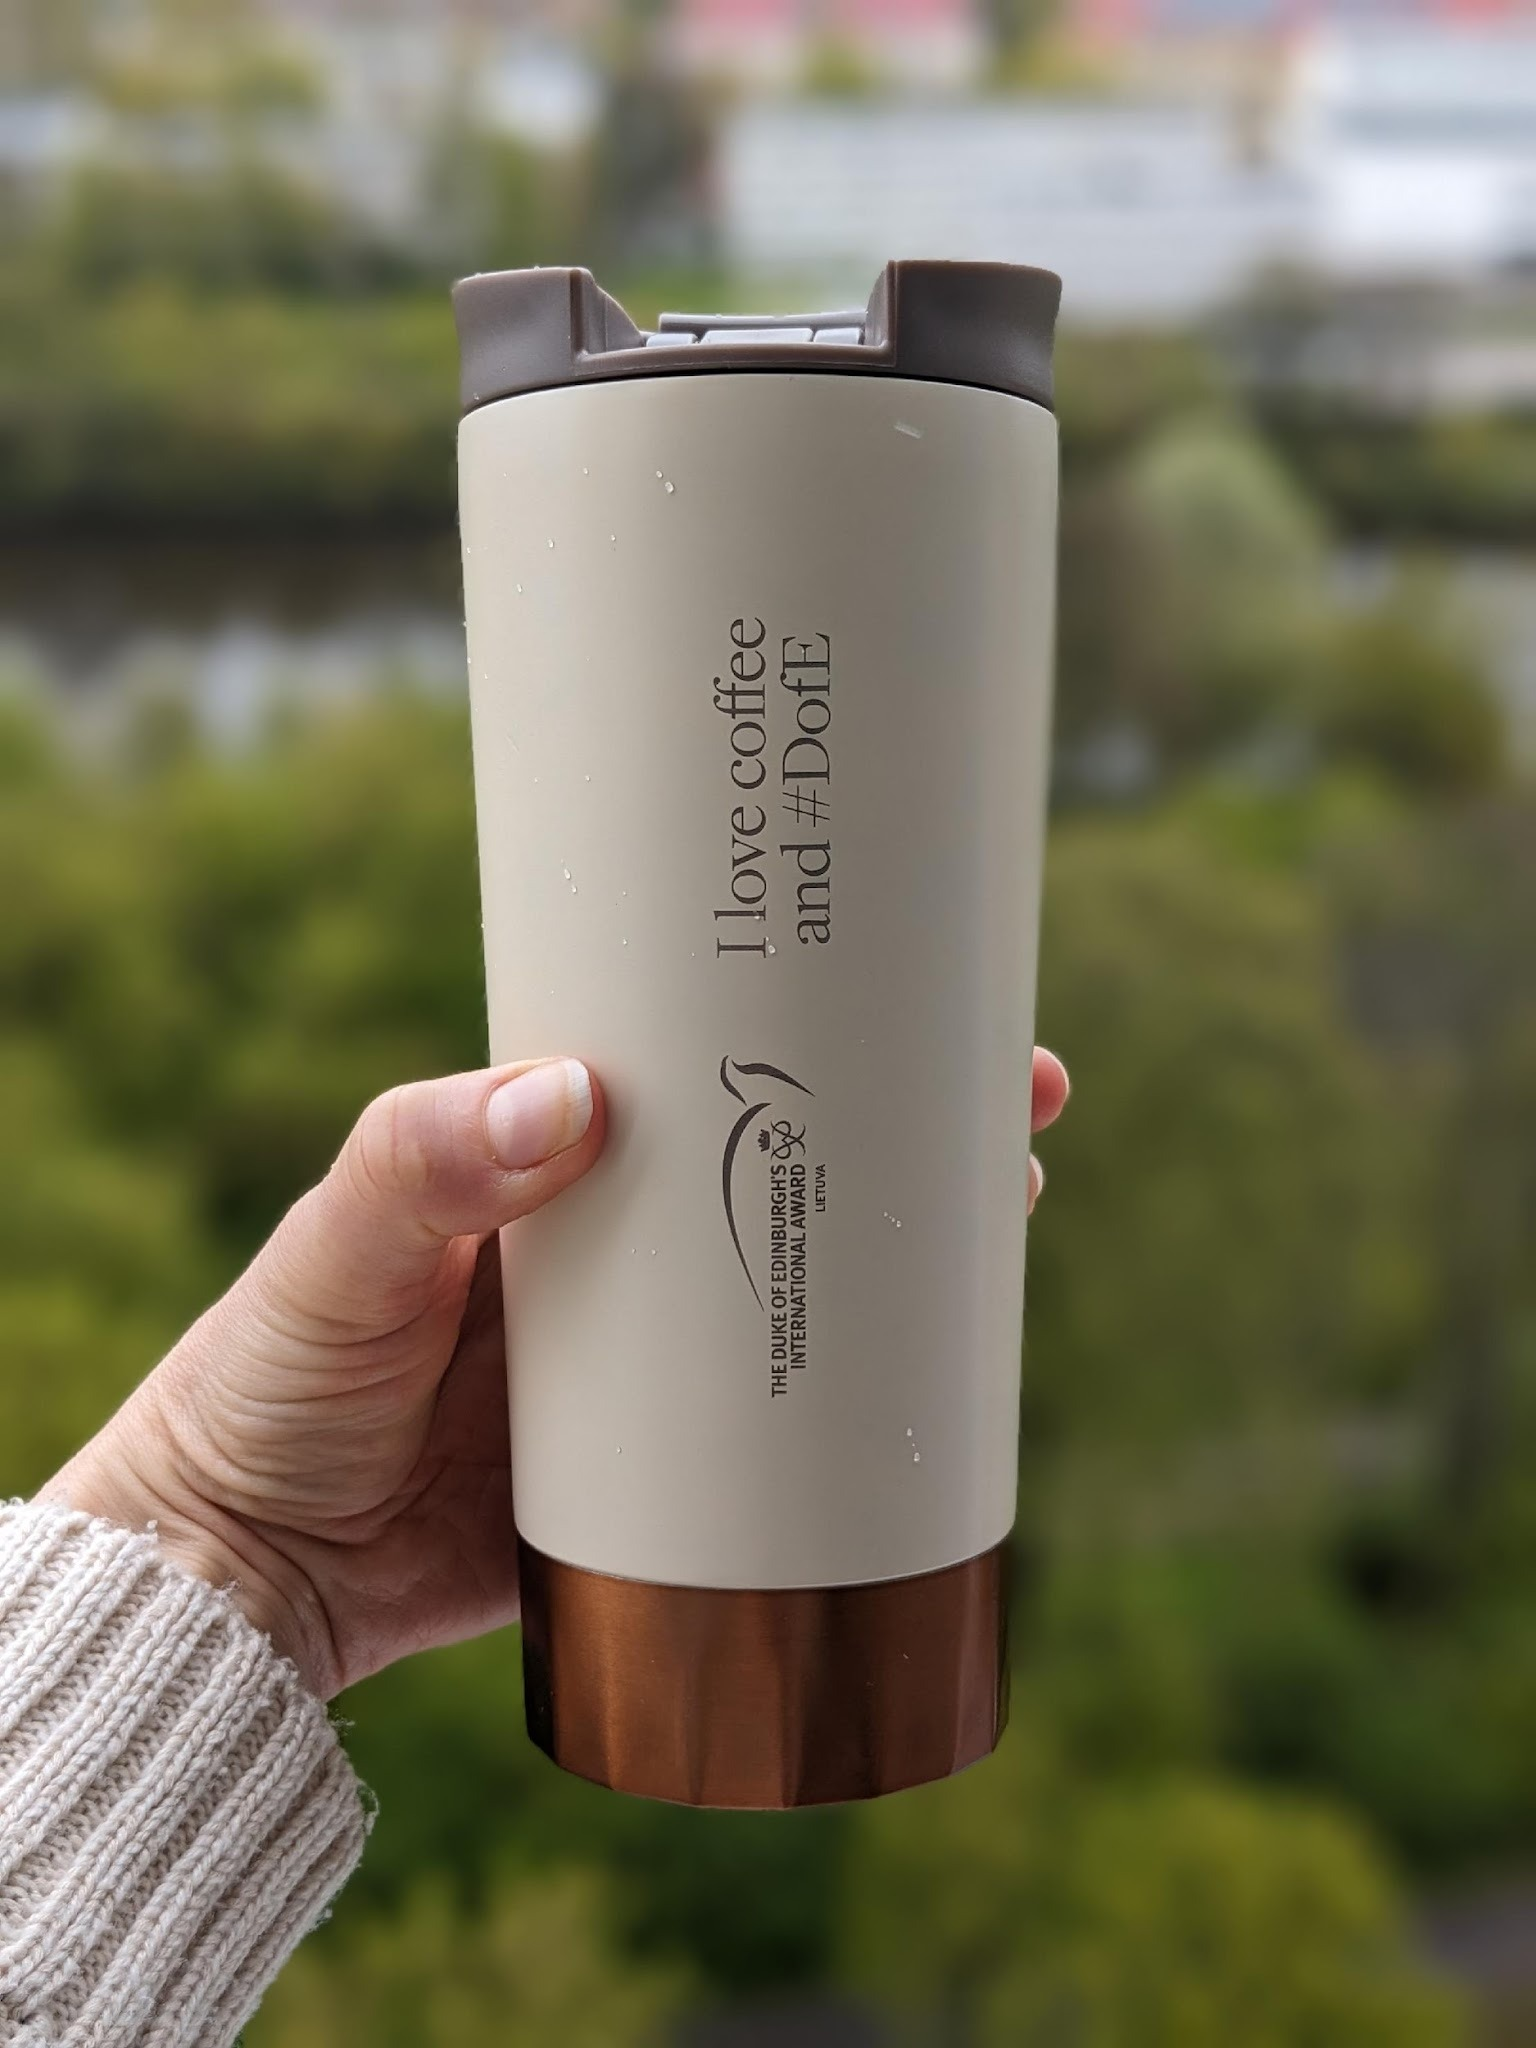 I love coffee
and #DofE
THE DUKE OF EDINBURGH'S
INTERNATIONAL AWARD
LIETUVA